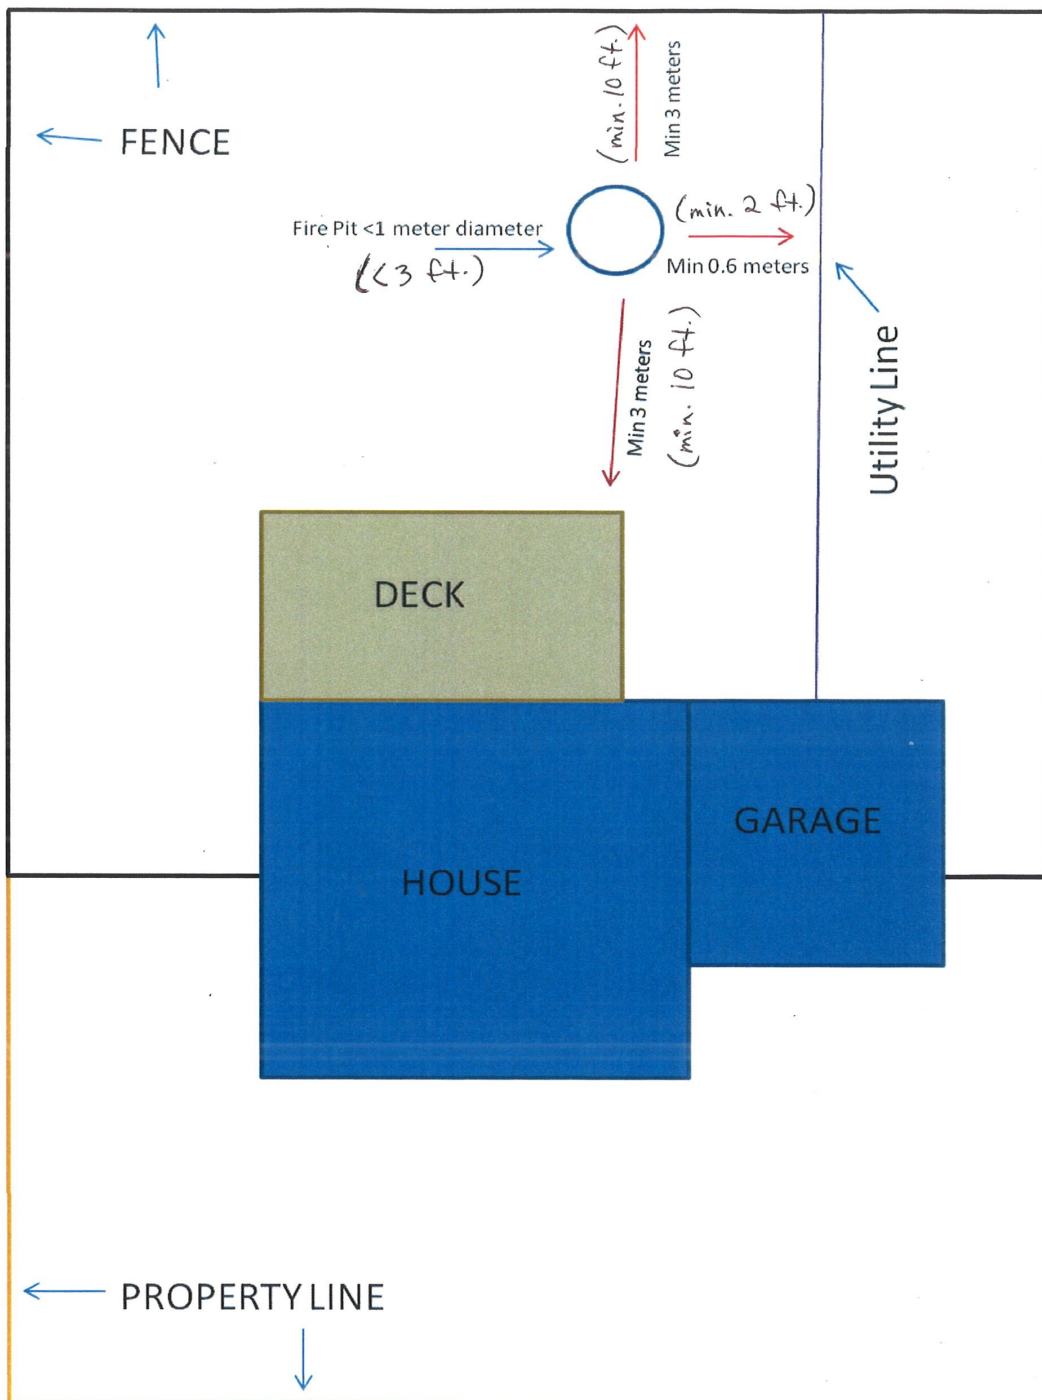 (min. 10 ft.)
Min 3 meters
FENCE
Fire Pit <1 meter diameter
(<3 ft.)
(min. 2 ft.)
Min 0.6 meters
Min 3 meters
(min. 10 ft.)
Utility Line
DECK
HOUSE
GARAGE
PROPERTY LINE